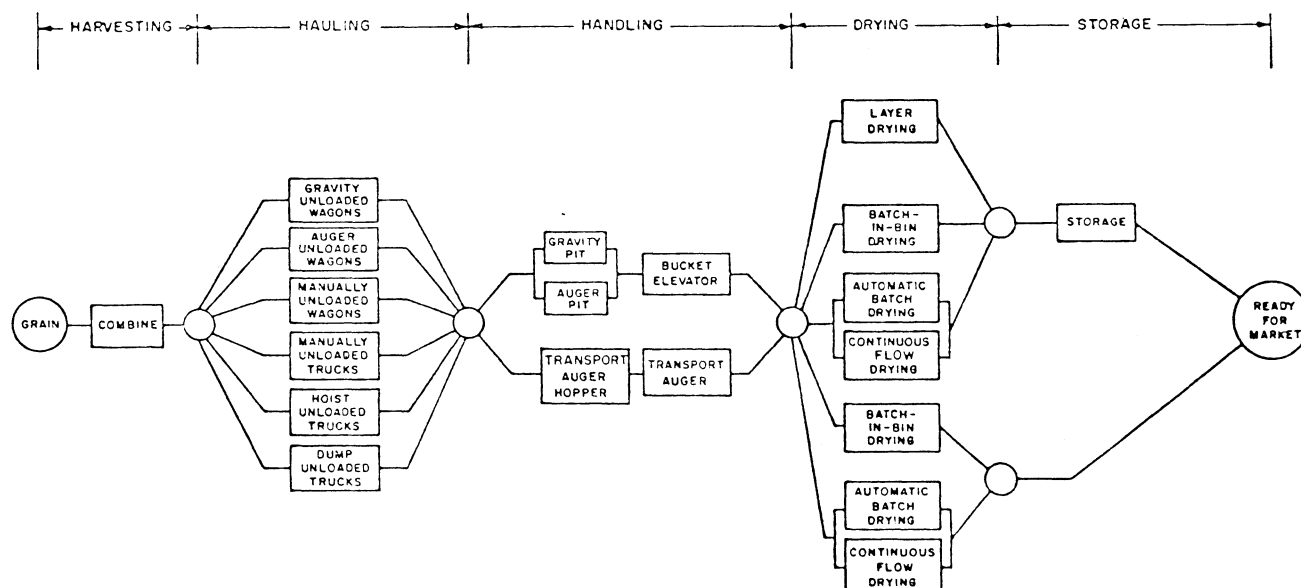 HARVESTING
HAULING
HANDLING
DRYING
STORAGE
GRAIN
COMBINE
GRAVITY
UNLOADED
WAGONS
AUGER
UNLOADED
WAGONS
MANUALLY
UNLOADED
WAGONS
MANUALLY
UNLOADED
TRUCKS
HOIST
UNLOADED
TRUCKS
DUMP
UNLOADED
TRUCKS
GRAVITY
PIT
AUGER
PIT
BUCKET
ELEVATOR
TRANSPORT
AUGER
HOPPER
TRANSPORT
AUGER
LAYER
DRYING
BATCH-
IN-BIN
DRYING
AUTOMATIC
BATCH
DRYING
CONTINUOUS
FLOW
DRYING
BATCH-
IN-BIN
DRYING
AUTOMATIC
BATCH
DRYING
CONTINUOUS
FLOW
DRYING
STORAGE
READY
FOR
MARKET